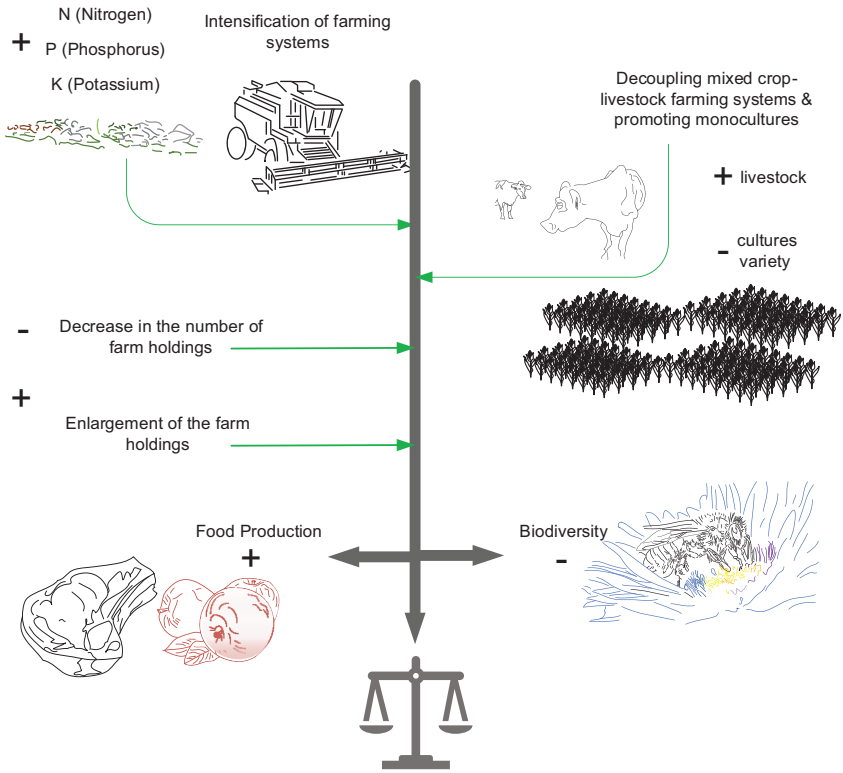 +
N (Nitrogen)
P (Phosphorus)
K (Potassium)
Intensification of farming
systems
Decoupling mixed crop-
livestock farming systems &
promoting monocultures
+ livestock
- cultures
variety
- Decrease in the number of
farm holdings
+
Enlargement of the farm
holdings
Food Production
+
Biodiversity
-